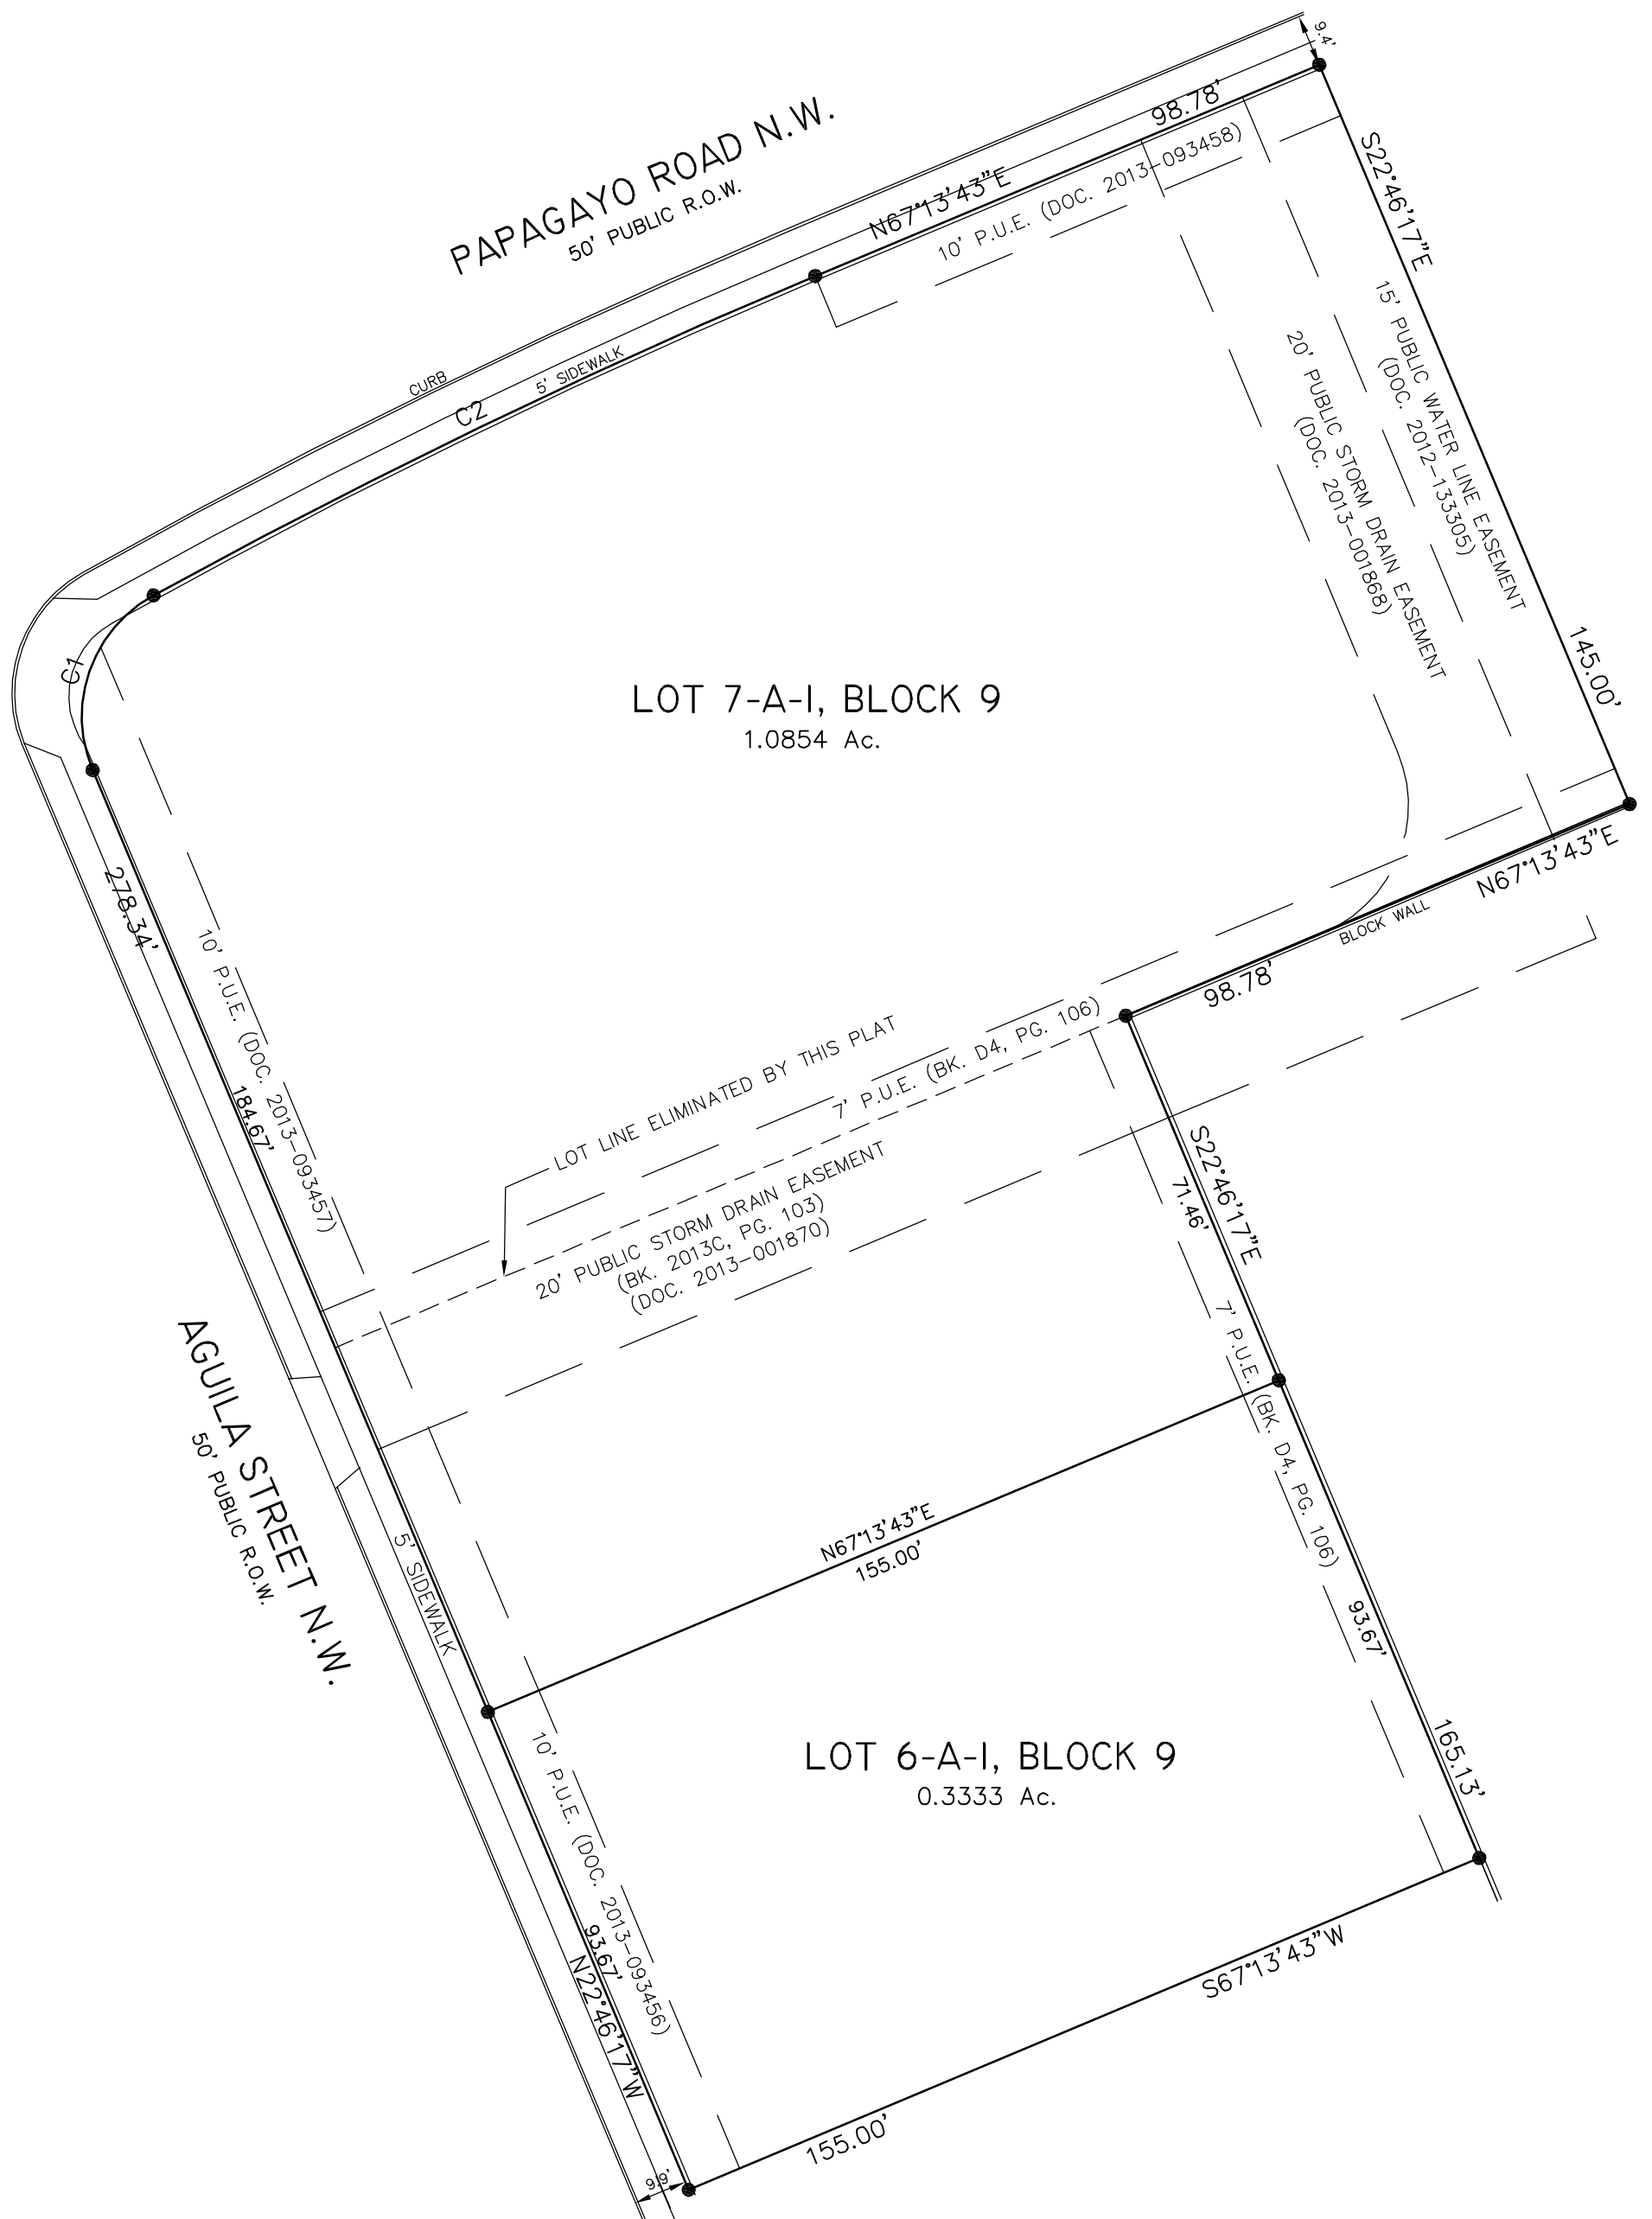 9.4'
PAPAGAYO ROAD N.W.
50' PUBLIC R.O.W.
98.78'
N67°13'43"E
10' P.U.E. (DOC. 2013-093458)
S22°46'17"E
145.00'
15' PUBLIC WATER LINE EASEMENT
(DOC. 2012-133305)
20' PUBLIC STORM DRAIN EASEMENT
(DOC. 2013-001868)
CURB
5' SIDEWALK
C2
C1
LOT 7-A-1, BLOCK 9
1.0854 Ac.
278.34'
10' P.U.E. (DOC. 2013-093457)
184.67'
N67°13'43"E
BLOCK WALL
98.78'
7' P.U.E. (BK. D4, PG. 106)
LOT LINE ELIMINATED BY THIS PLAT
20' PUBLIC STORM DRAIN EASEMENT
(BK. 2013C, PG. 103)
(DOC. 2013-001870)
S22°46'17"E
71.46'
7' P.U.E. (BK. D4, PG. 106)
AGUILA STREET N.W.
50' PUBLIC R.O.W.
5' SIDEWALK
N67°13'43"E
155.00'
93.67'
165.13'
LOT 6-A-1, BLOCK 9
0.3333 Ac.
10' P.U.E. (DOC. 2013-093456)
93.67'
N22°46'17"W
S67°13'43"W
155.00'
9.9'